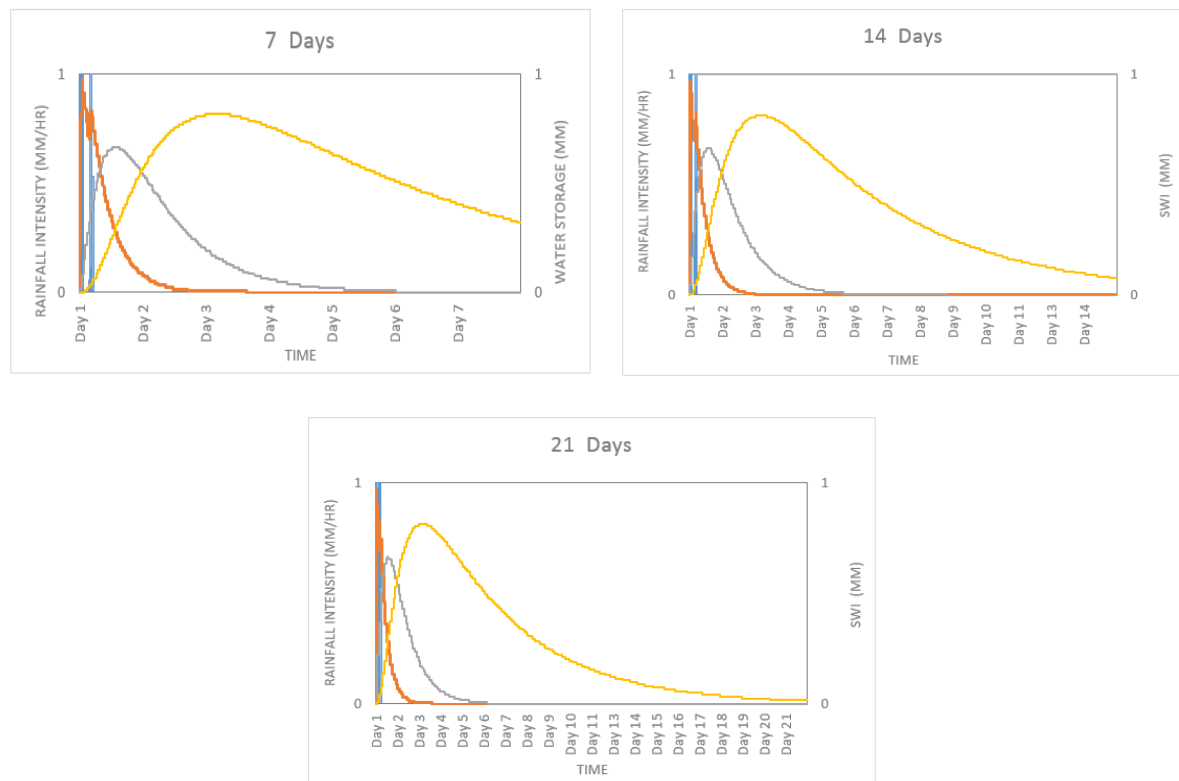 7 Days
1
1
0
0
RAINFALL INTENSITY (MM/HR)
WATER STORAGE (MM)
Day 1
Day 2
Day 3
Day 4
Day 5
Day 6
Day 7
TIME
14 Days
1
1
0
0
RAINFALL INTENSITY (MM/HR)
SWI (MM)
Day 1
Day 2
Day 3
Day 4
Day 5
Day 6
Day 7
Day 8
Day 9
Day 10
Day 11
Day 12
Day 13
Day 14
TIME
21 Days
1
1
0
0
RAINFALL INTENSITY (MM/HR)
SWI (MM)
Day 1
Day 2
Day 3
Day 4
Day 5
Day 6
Day 7
Day 8
Day 9
Day 10
Day 11
Day 12
Day 13
Day 14
Day 15
Day 16
Day 17
Day 18
Day 19
Day 20
Day 21
TIME